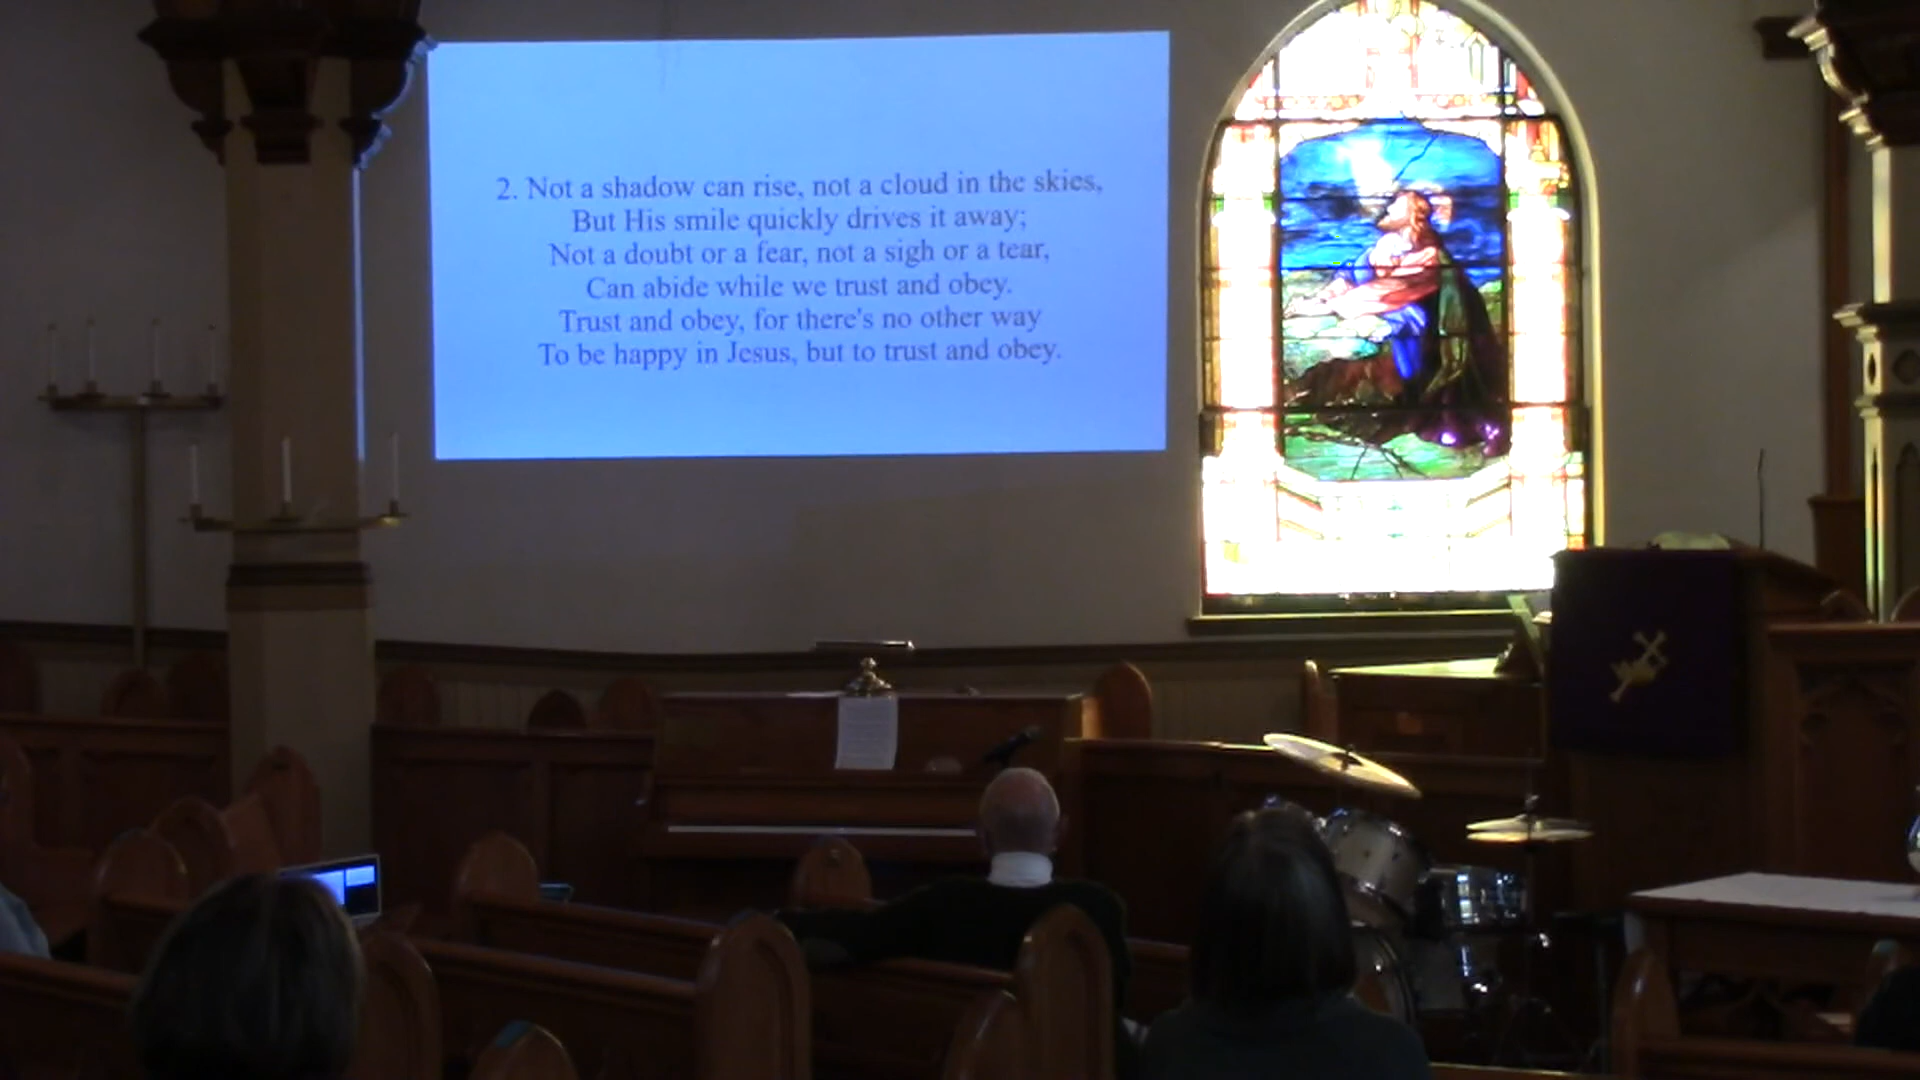 2. Not a shadow can rise, not a cloud in the skies,
But His smile quickly drives it away;
Not a doubt or a fear, not a sigh or a tear,
Can abide while we trust and obey.
Trust and obey, for there's no other way
To be happy in Jesus, but to trust and obey.